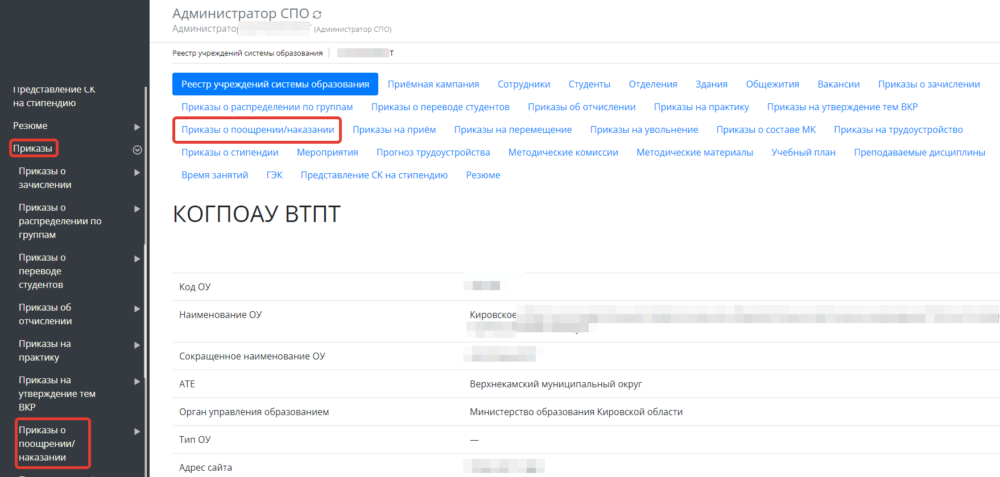 Администратор СПО
Администратор (Администратор СПО)
Реестр учреждений системы образования Т
Представление СК
на стипендию
Резюме
Приказы
Приказы о
зачислении
Приказы о
распределении по
группам
Приказы о
переводе
студентов
Приказы об
отчислении
Приказы на
практику
Приказы на
утверждение тем
ВКР
Приказы о
поощрении/
наказании
Реестр учреждений системы образования Приёмная кампания Сотрудники Студенты Отделения Здания Общежития Вакансии Приказы о зачислении
Приказы о распределении по группам Приказы о переводе студентов Приказы об отчислении Приказы на практику Приказы на утверждение тем ВКР
Приказы о поощрении/наказании Приказы на приём Приказы на перемещение Приказы на увольнение Приказы о составе МК Приказы на трудоустройство
Приказы о стипендии Мероприятия Прогноз трудоустройства Методические комиссии Методические материалы Учебный план Преподаваемые дисциплины
Время занятий ГЭК Представление СК на стипендию Резюме
КОГПОАУ ВТПТ
Код ОУ
Наименование ОУ Кировское
Сокращенное наименование ОУ
АТЕ Верхнекамский муниципальный округ
Орган управления образованием Министерство образования Кировской области
Тип ОУ —
Адрес сайта